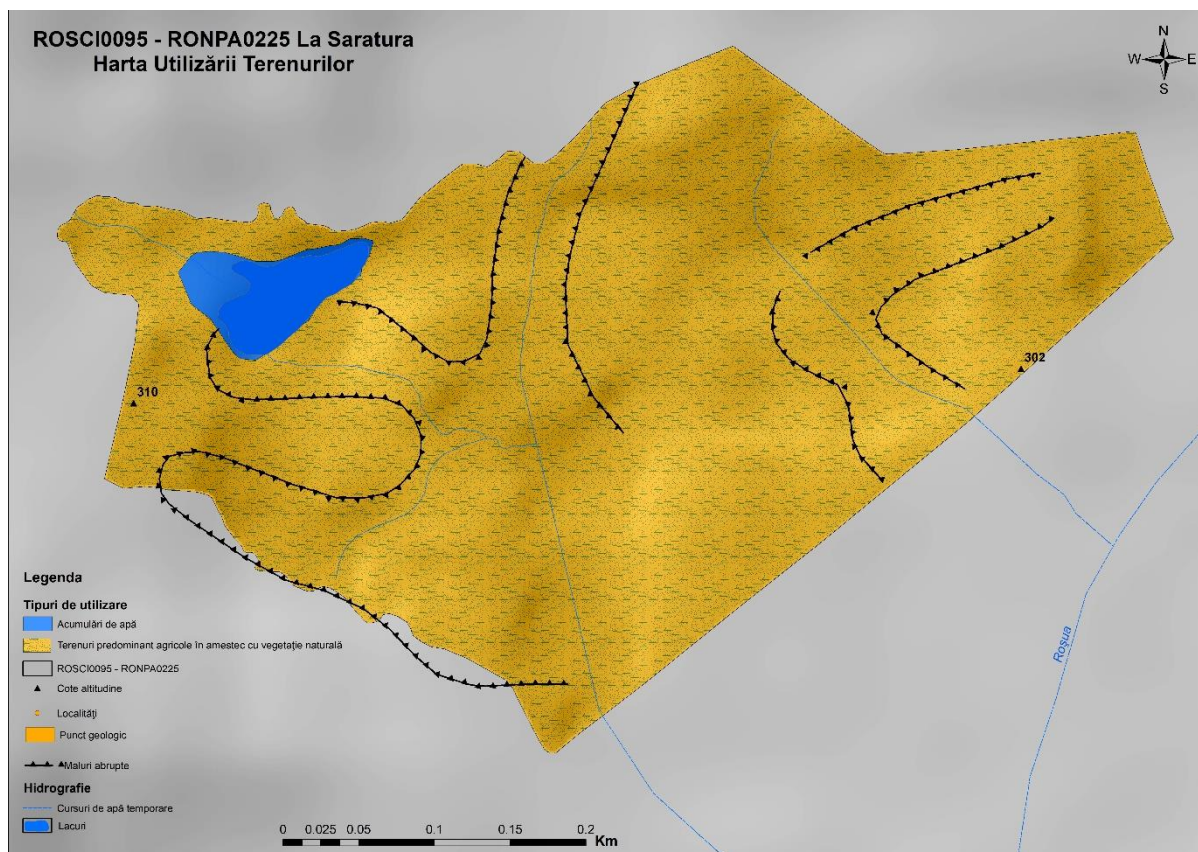 ROSCI0095 - RONPA0225 La Saratura
Harta Utilizării Terenurilor
N
W E
S
310
302
Roşua
Legenda
Tipuri de utilizare
Acumulări de apă
Terenuri predominant agricole în amestec cu vegetaţie naturală
ROSCI0095 - RONPA0225
Cote altitudine
Localităţi
Punct geologic
Maluri abrupte
Hidrografie
Cursuri de apă temporare
Lacuri
0 0.025 0.05 0.1 0.15 0.2
Km